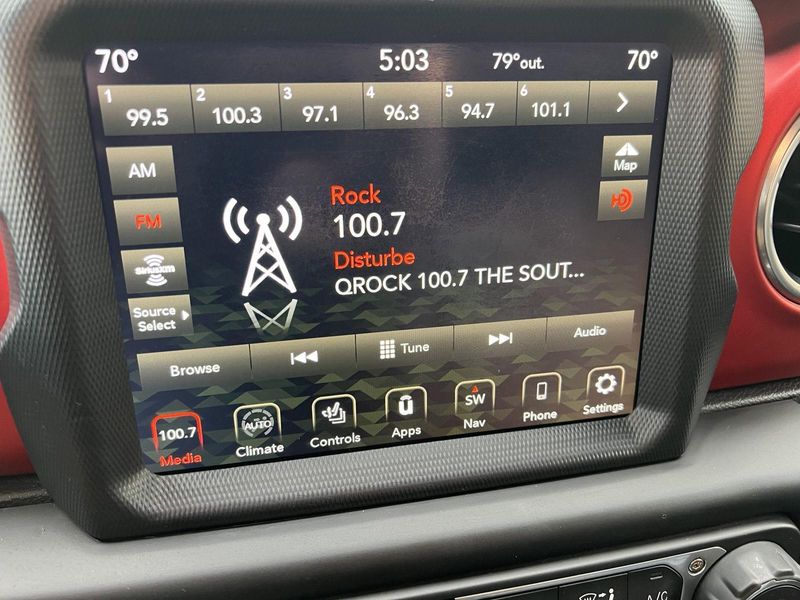 70° 5:03 79°out. 70°
1 99.5 2 100.3 3 97.1 4 96.3 5 94.7 6 101.1
AM
Map
FM
HD
SiriusXM
Source
Select
Rock
100.7
Disturbe
QROCK 100.7 THE SOUT...
Browse Tune Audio
100.7 AUTO SW
Media Climate Controls Apps Nav Phone Settings
A/C